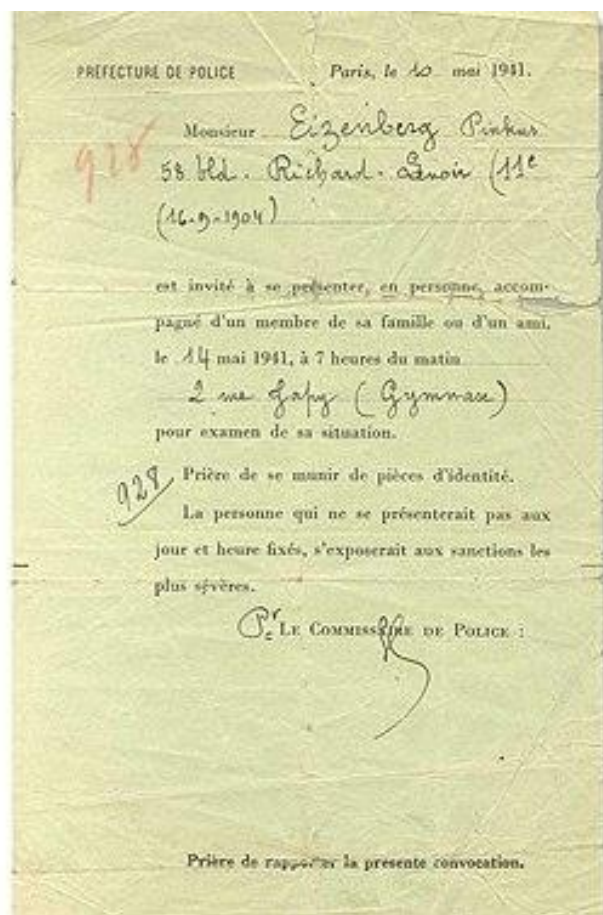 PRÉFECTURE DE POLICE Paris, le 10 mai 1941.
928
Monsieur Eizenberg Pinkus
58 bld. Richard-Lenoir (11e
(16-9-1904)
est invité à se présenter, en personne, accom-
pagné d'un membre de sa famille ou d'un ami,
le 14 mai 1941, à 7 heures du matin
2 rue Japy (Gymnase)
pour examen de sa situation.
928
Prière de se munir de pièces d'identité.
La personne qui ne se présenterait pas aux
jour et heure fixés, s'exposerait aux sanctions les
plus sévères.
Pr LE COMMISSAIRE DE POLICE :
Prière de rapporter la présente convocation.